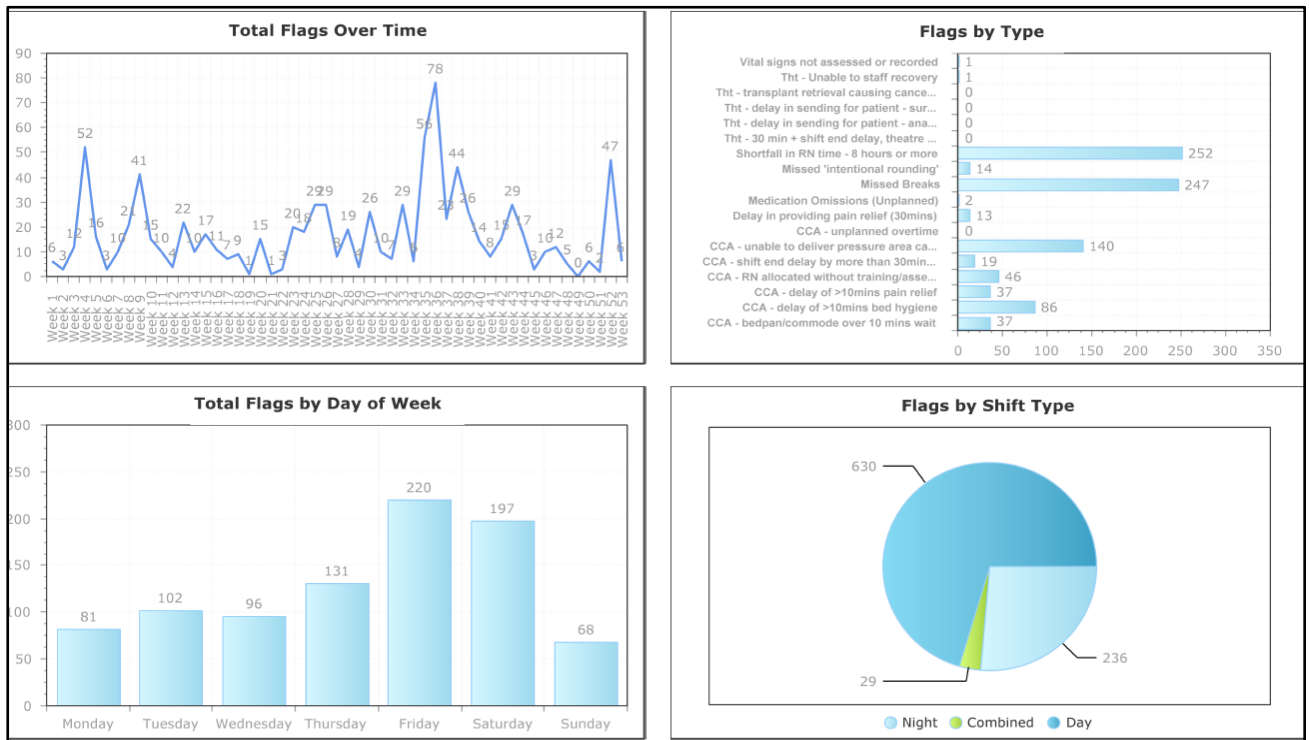 Total Flags Over Time
90
80
70
60
50
40
30
20
10
0
6
3
12
52
16
3
10
21
41
15
10
4
22
10
17
11
7
9
1
15
1
3
20
18
29
29
8
19
4
26
10
7
29
6
56
78
23
44
26
14
8
15
29
17
3
10
12
5
0
6
2
47
6
Week 1
Week 2
Week 3
Week 4
Week 5
Week 6
Week 7
Week 8
Week 9
Week 10
Week 11
Week 12
Week 13
Week 14
Week 15
Week 16
Week 17
Week 18
Week 19
Week 20
Week 21
Week 22
Week 23
Week 24
Week 25
Week 26
Week 27
Week 28
Week 29
Week 30
Week 31
Week 32
Week 33
Week 34
Week 35
Week 36
Week 37
Week 38
Week 39
Week 40
Week 41
Week 42
Week 43
Week 44
Week 45
Week 46
Week 47
Week 48
Week 49
Week 50
Week 51
Week 52
Week 53
Flags by Type
Vital signs not assessed or recorded 1
Tht - Unable to staff recovery 1
Tht - transplant retrieval causing cance... 0
Tht - delay in sending for patient - sur... 0
Tht - delay in sending for patient - ana... 0
Tht - 30 min + shift end delay, theatre ... 0
Shortfall in RN time - 8 hours or more 252
Missed 'intentional rounding' 14
Missed Breaks 247
Medication Omissions (Unplanned) 2
Delay in providing pain relief (30mins) 13
CCA - unplanned overtime 0
CCA - unable to deliver pressure area ca... 140
CCA - shift end delay by more than 30min... 19
CCA - RN allocated without training/asse... 46
CCA - delay of >10mins pain relief 37
CCA - delay of >10mins bed hygiene 86
CCA - bedpan/commode over 10 mins wait 37
0 50 100 150 200 250 300 350
Total Flags by Day of Week
300
250
200
150
100
50
0
81
102
96
131
220
197
68
Monday Tuesday Wednesday Thursday Friday Saturday Sunday
Flags by Shift Type
630
236
29
Night Combined Day